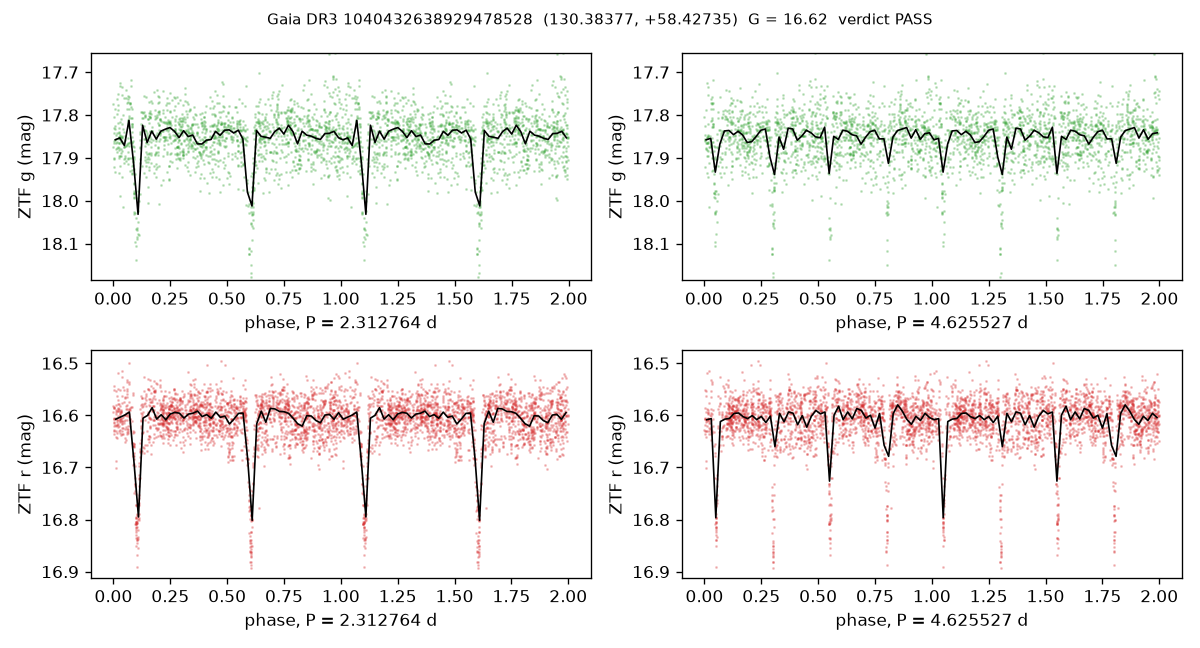 Gaia DR3 1040432638929478528  (130.38377, +58.42735)  G = 16.62  verdict PASS
ZTF g (mag)
17.7
17.8
17.9
18.0
18.1
0.00 0.25 0.50 0.75 1.00 1.25 1.50 1.75 2.00
phase, P = 2.312764 d
ZTF g (mag)
17.7
17.8
17.9
18.0
18.1
0.00 0.25 0.50 0.75 1.00 1.25 1.50 1.75 2.00
phase, P = 4.625527 d
ZTF r (mag)
16.5
16.6
16.7
16.8
16.9
0.00 0.25 0.50 0.75 1.00 1.25 1.50 1.75 2.00
phase, P = 2.312764 d
ZTF r (mag)
16.5
16.6
16.7
16.8
16.9
0.00 0.25 0.50 0.75 1.00 1.25 1.50 1.75 2.00
phase, P = 4.625527 d